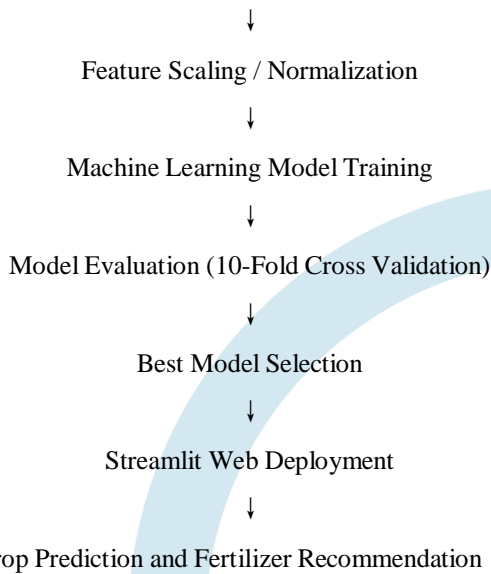 ↓
Feature Scaling / Normalization
↓
Machine Learning Model Training
↓
Model Evaluation (10-Fold Cross Validation)
↓
Best Model Selection
↓
Streamlit Web Deployment
↓
rop Prediction and Fertilizer Recommendation